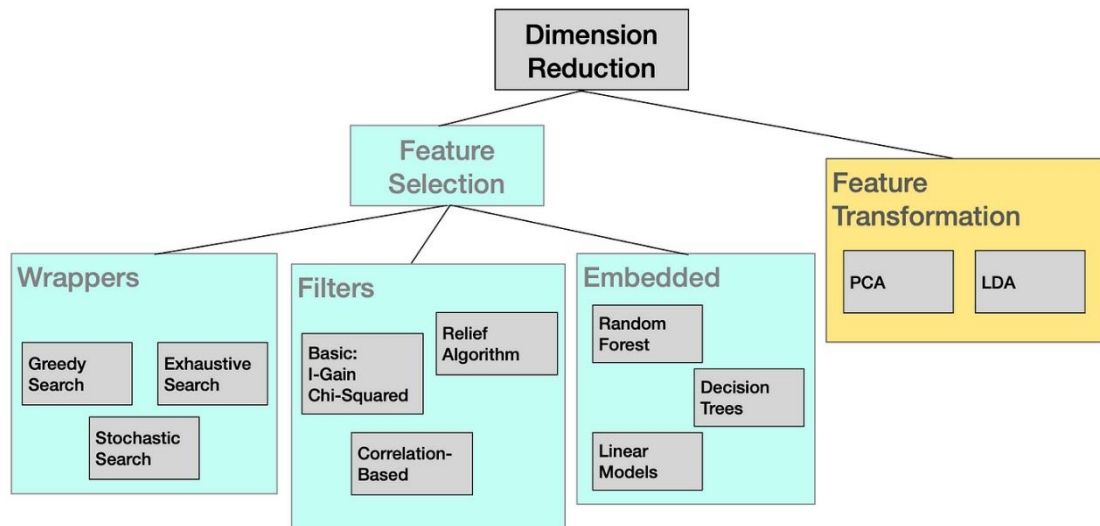 Dimension
Reduction
Feature
Selection
Feature
Transformation
PCA
LDA
Wrappers
Greedy
Search
Exhaustive
Search
Stochastic
Search
Filters
Basic:
I-Gain
Chi-Squared
Relief
Algorithm
Correlation-
Based
Embedded
Random
Forest
Decision
Trees
Linear
Models